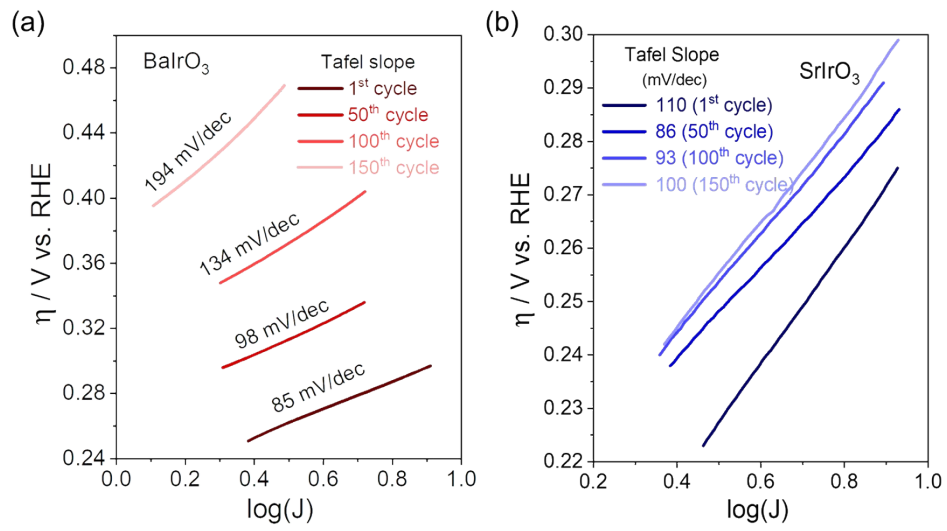 (a)
BaIrO₃
Tafel slope
1ˢᵗ cycle
50ᵗʰ cycle
100ᵗʰ cycle
150ᵗʰ cycle
194 mV/dec
134 mV/dec
98 mV/dec
85 mV/dec
η / V vs. RHE
0.48
0.44
0.40
0.36
0.32
0.28
0.24
0.0 0.2 0.4 0.6 0.8 1.0
log(J)
(b)
Tafel Slope
(mV/dec)
SrIrO₃
110 (1ˢᵗ cycle)
86 (50ᵗʰ cycle)
93 (100ᵗʰ cycle)
100 (150ᵗʰ cycle)
η / V vs. RHE
0.30
0.29
0.28
0.27
0.26
0.25
0.24
0.23
0.22
0.2 0.4 0.6 0.8 1.0
log(J)